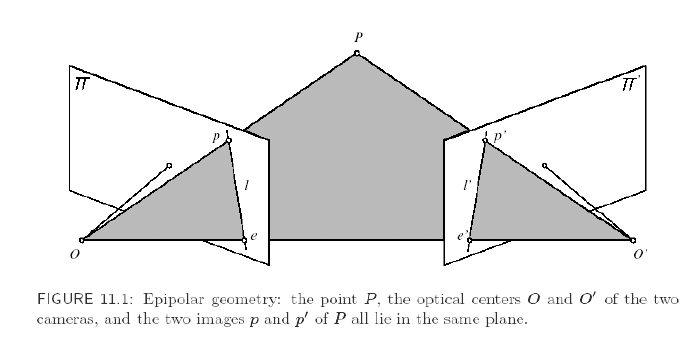 P
Π Π'
p p'
l l'
e e'
O O'
FIGURE 11.1: Epipolar geometry: the point P, the optical centers O and O′ of the two
cameras, and the two images p and p′ of P all lie in the same plane.